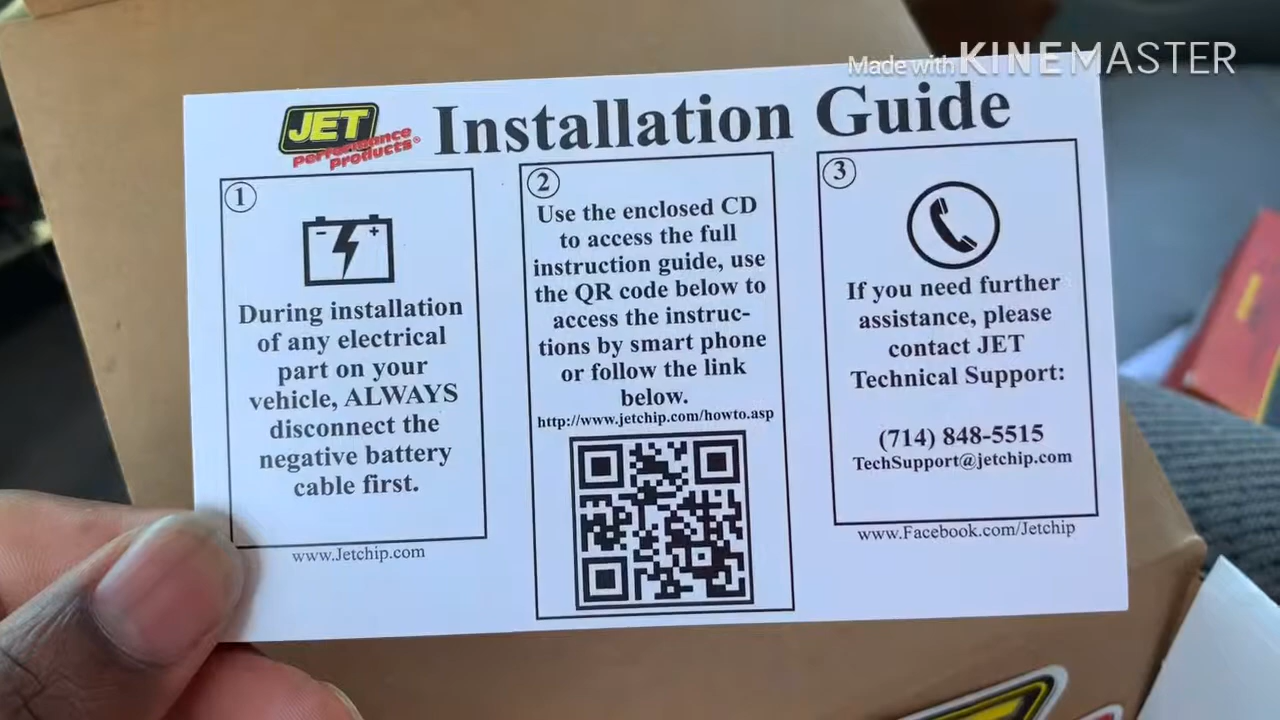 Made with KINEMASTER
JET
Performance
Products®
Installation Guide
1
- +
During installation
of any electrical
part on your
vehicle, ALWAYS
disconnect the
negative battery
cable first.
www.Jetchip.com
2
Use the enclosed CD
to access the full
instruction guide, use
the QR code below to
access the instruc-
tions by smart phone
or follow the link
below.
http://www.jetchip.com/howto.asp
3
If you need further
assistance, please
contact JET
Technical Support:
(714) 848-5515
TechSupport@jetchip.com
www.Facebook.com/Jetchip